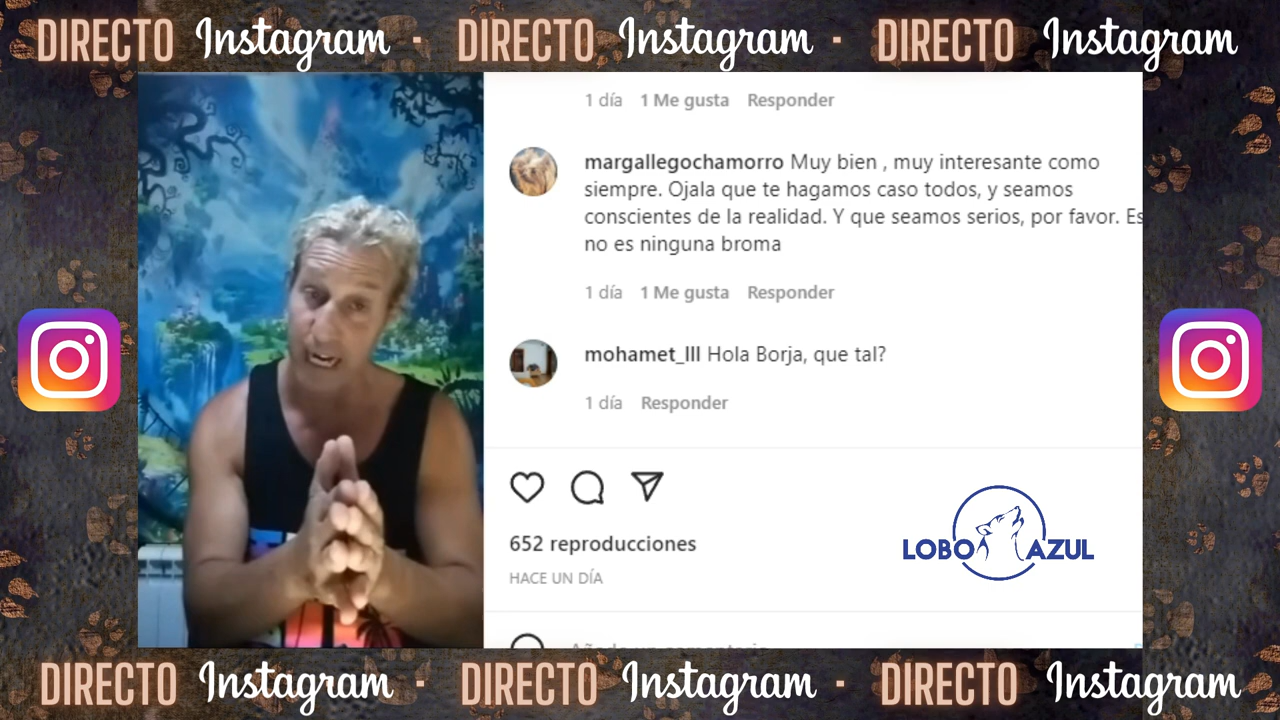 DIRECTO Instagram · DIRECTO Instagram · DIRECTO Instagram
1 día 1 Me gusta Responder
margallegochamorro Muy bien , muy interesante como
siempre. Ojala que te hagamos caso todos, y seamos
conscientes de la realidad. Y que seamos serios, por favor. Es
no es ninguna broma
1 día 1 Me gusta Responder
mohamet_lll Hola Borja, que tal?
1 día Responder
652 reproducciones
HACE UN DÍA
LOBO AZUL
DIRECTO Instagram · DIRECTO Instagram · DIRECTO Instagram